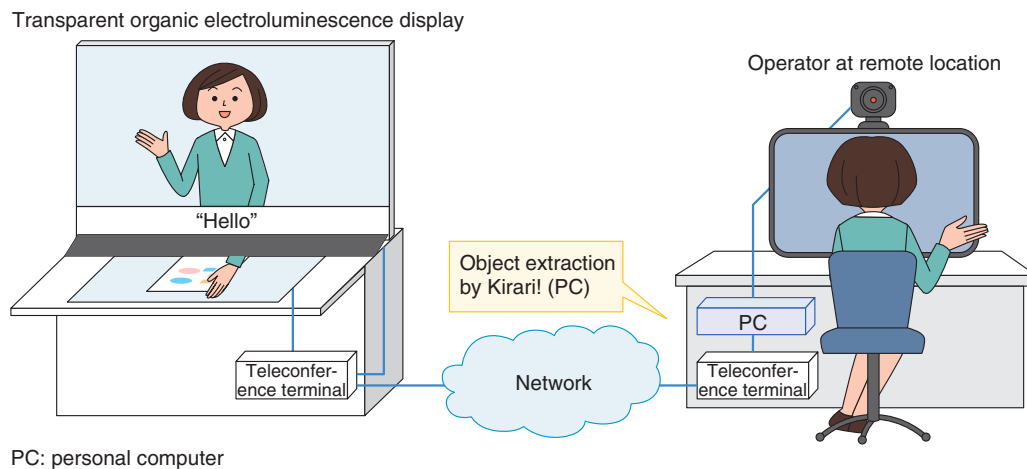 Transparent organic electroluminescence display
Operator at remote location
“Hello”
Object extraction
by Kirari! (PC)
PC
Teleconfer-
ence terminal
Network
Teleconfer-
ence terminal
PC: personal computer